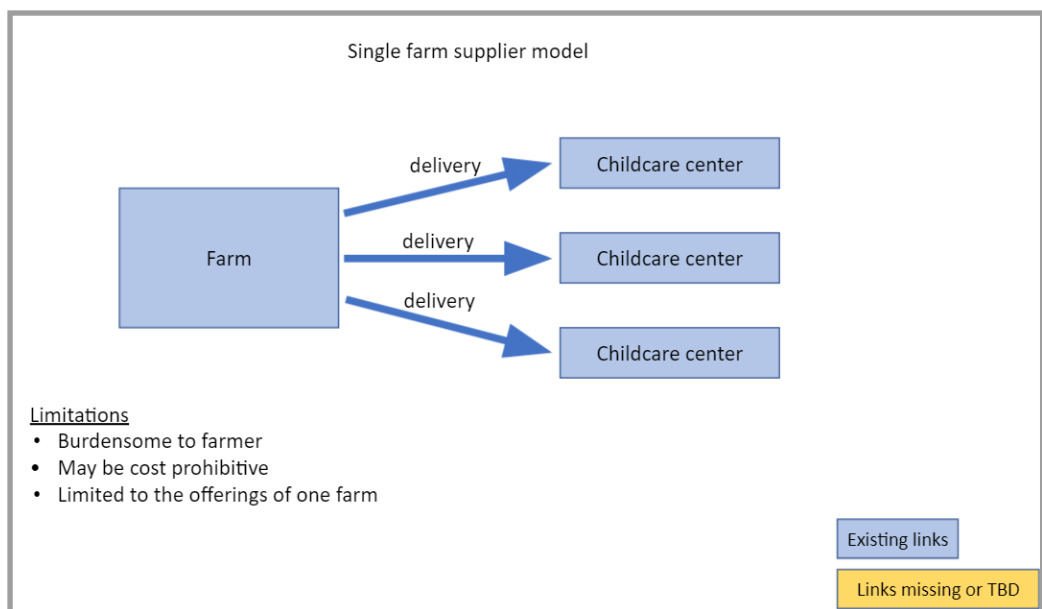 Single farm supplier model
delivery
Childcare center
Farm
delivery
Childcare center
delivery
Childcare center
Limitations
• Burdensome to farmer
• May be cost prohibitive
• Limited to the offerings of one farm
Existing links
Links missing or TBD